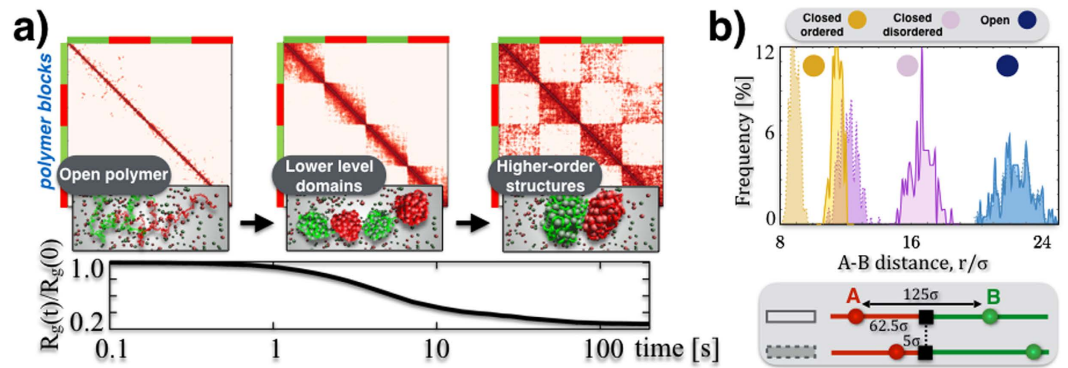 a)
polymer blocks
Open polymer
Lower level
domains
Higher-order
structures
Rg(t)/Rg(0)
1.0
0.2
0.1
1
10
100
time [s]
b)
Closed
ordered
Closed
disordered
Open
Frequency [%]
12
6
0
8
16
24
A-B distance, r/σ
A
125σ
B
62.5σ
5σ